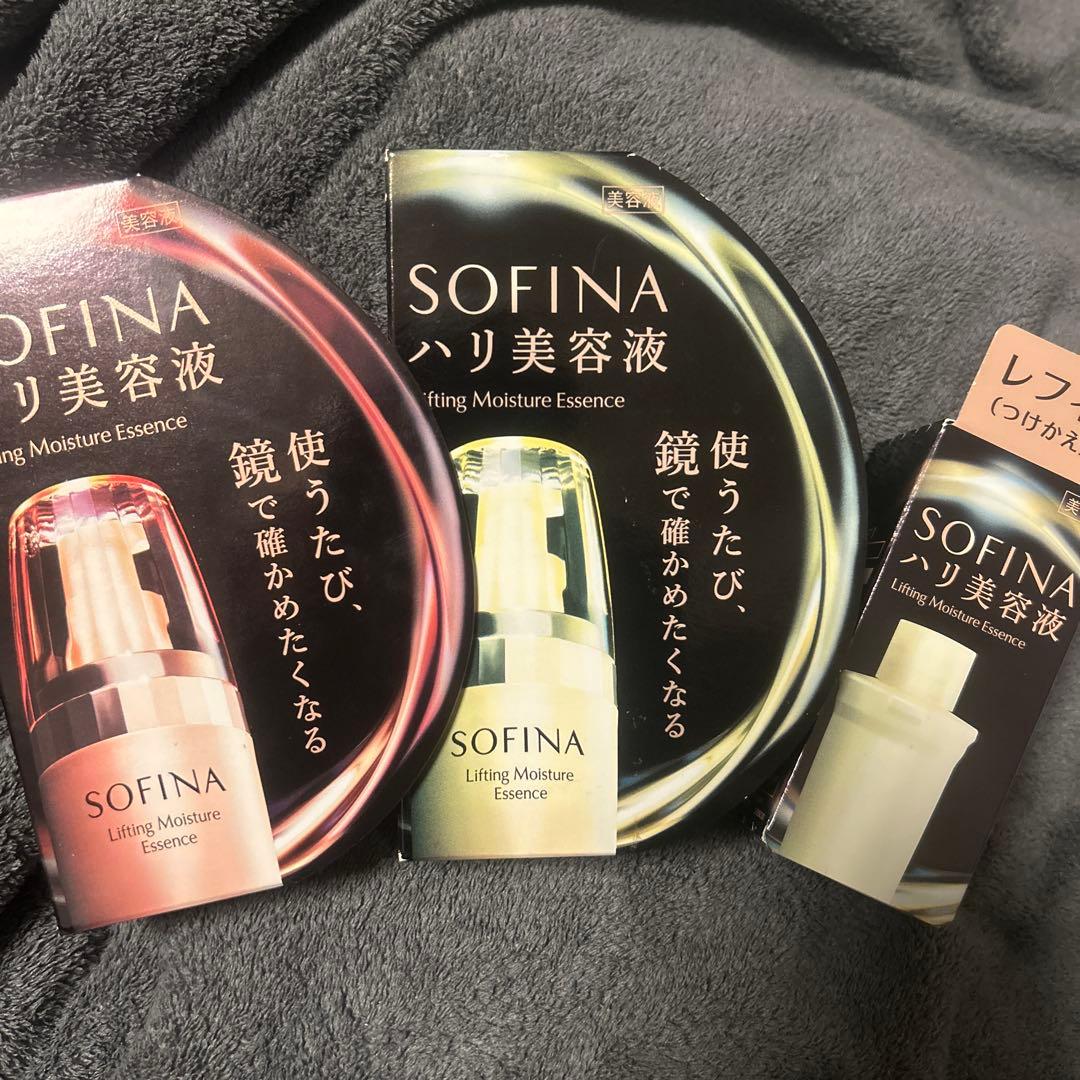 美容液
OFINA
リ美容液
ng Moisture Essence
使うたび、
鏡で確かめたくなる
SOFINA
Lifting Moisture
Essence
美容液
SOFINA
ハリ美容液
fting Moisture Essence
使うたび、
鏡で確かめたくなる
SOFINA
Lifting Moisture
Essence
レフ
(つけかえ
美
SOFINA
ハリ美容液
Lifting Moisture Essence